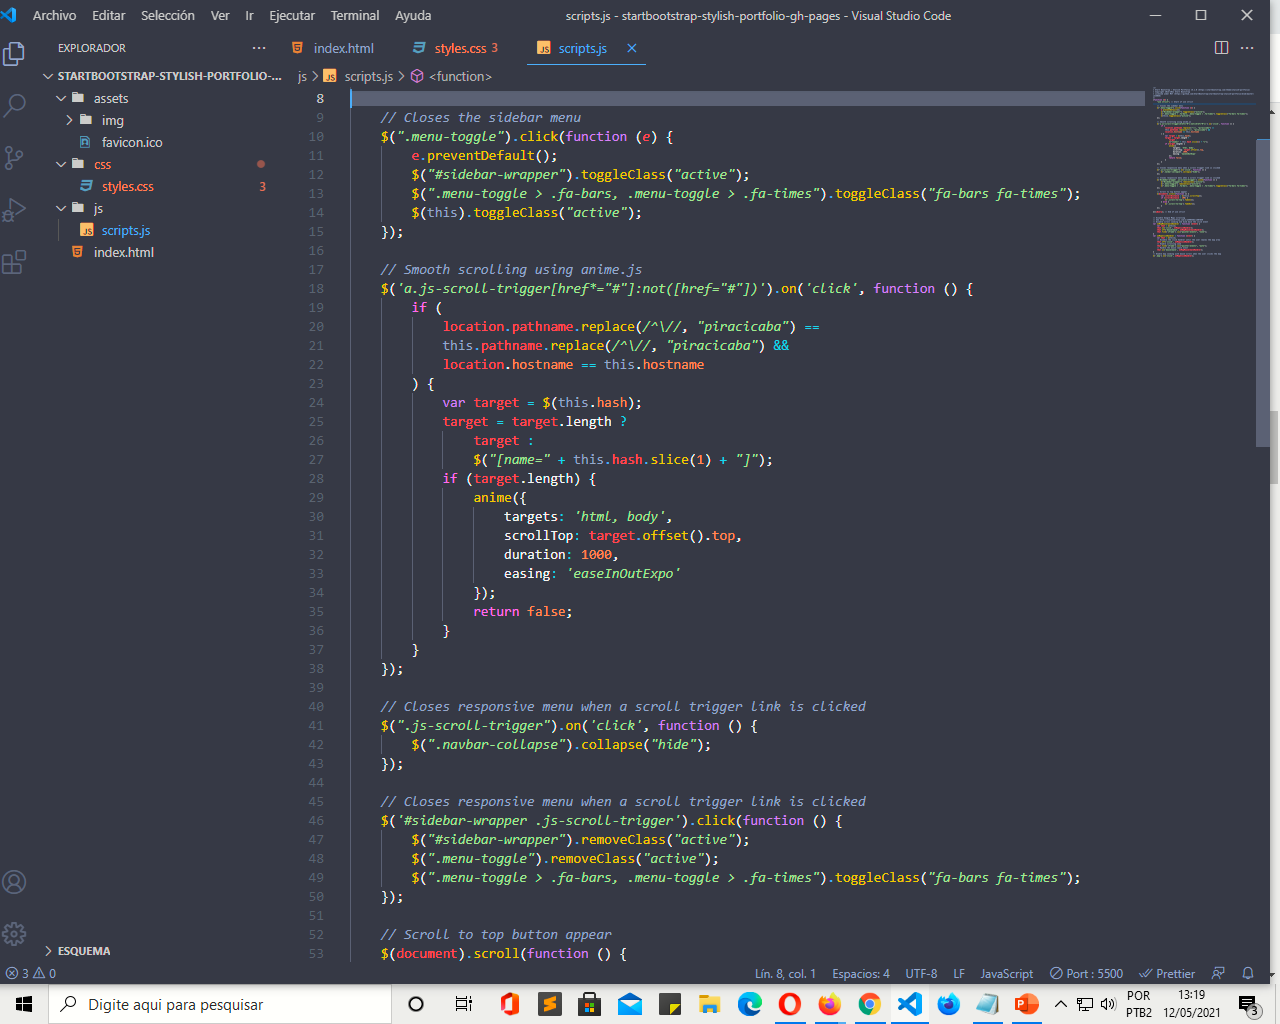 Archivo Editar Selección Ver Ir Ejecutar Terminal Ayuda scripts.js - startbootstrap-stylish-portfolio-gh-pages - Visual Studio Code
EXPLORADOR ··· index.html styles.css 3 scripts.js
STARTBOOTSTRAP-STYLISH-PORTFOLIO-... js > scripts.js > <function>
assets
img
favicon.ico
css
styles.css 3
js
scripts.js
index.html
8
9 // Closes the sidebar menu
10 $(".menu-toggle").click(function (e) {
11 e.preventDefault();
12 $("#sidebar-wrapper").toggleClass("active");
13 $(".menu-toggle > .fa-bars, .menu-toggle > .fa-times").toggleClass("fa-bars fa-times");
14 $(this).toggleClass("active");
15 });
16
17 // Smooth scrolling using anime.js
18 $('a.js-scroll-trigger[href*="#"]:not([href="#"])').on('click', function () {
19 if (
20 location.pathname.replace(/^\//, "piracicaba") ==
21 this.pathname.replace(/^\//, "piracicaba") &&
22 location.hostname == this.hostname
23 ) {
24 var target = $(this.hash);
25 target = target.length ?
26 target :
27 $("[name=" + this.hash.slice(1) + "]");
28 if (target.length) {
29 anime({
30 targets: 'html, body',
31 scrollTop: target.offset().top,
32 duration: 1000,
33 easing: 'easeInOutExpo'
34 });
35 return false;
36 }
37 }
38 });
39
40 // Closes responsive menu when a scroll trigger link is clicked
41 $(".js-scroll-trigger").on('click', function () {
42 $(".navbar-collapse").collapse("hide");
43 });
44
45 // Closes responsive menu when a scroll trigger link is clicked
46 $('#sidebar-wrapper .js-scroll-trigger').click(function () {
47 $("#sidebar-wrapper").removeClass("active");
48 $(".menu-toggle").removeClass("active");
49 $(".menu-toggle > .fa-bars, .menu-toggle > .fa-times").toggleClass("fa-bars fa-times");
50 });
51
52 // Scroll to top button appear
53 $(document).scroll(function () {
ESQUEMA
3 0 Lín. 8, col. 1 Espacios: 4 UTF-8 LF JavaScript Port : 5500 Prettier
Digite aqui para pesquisar
POR
PTB2
13:19
12/05/2021
3